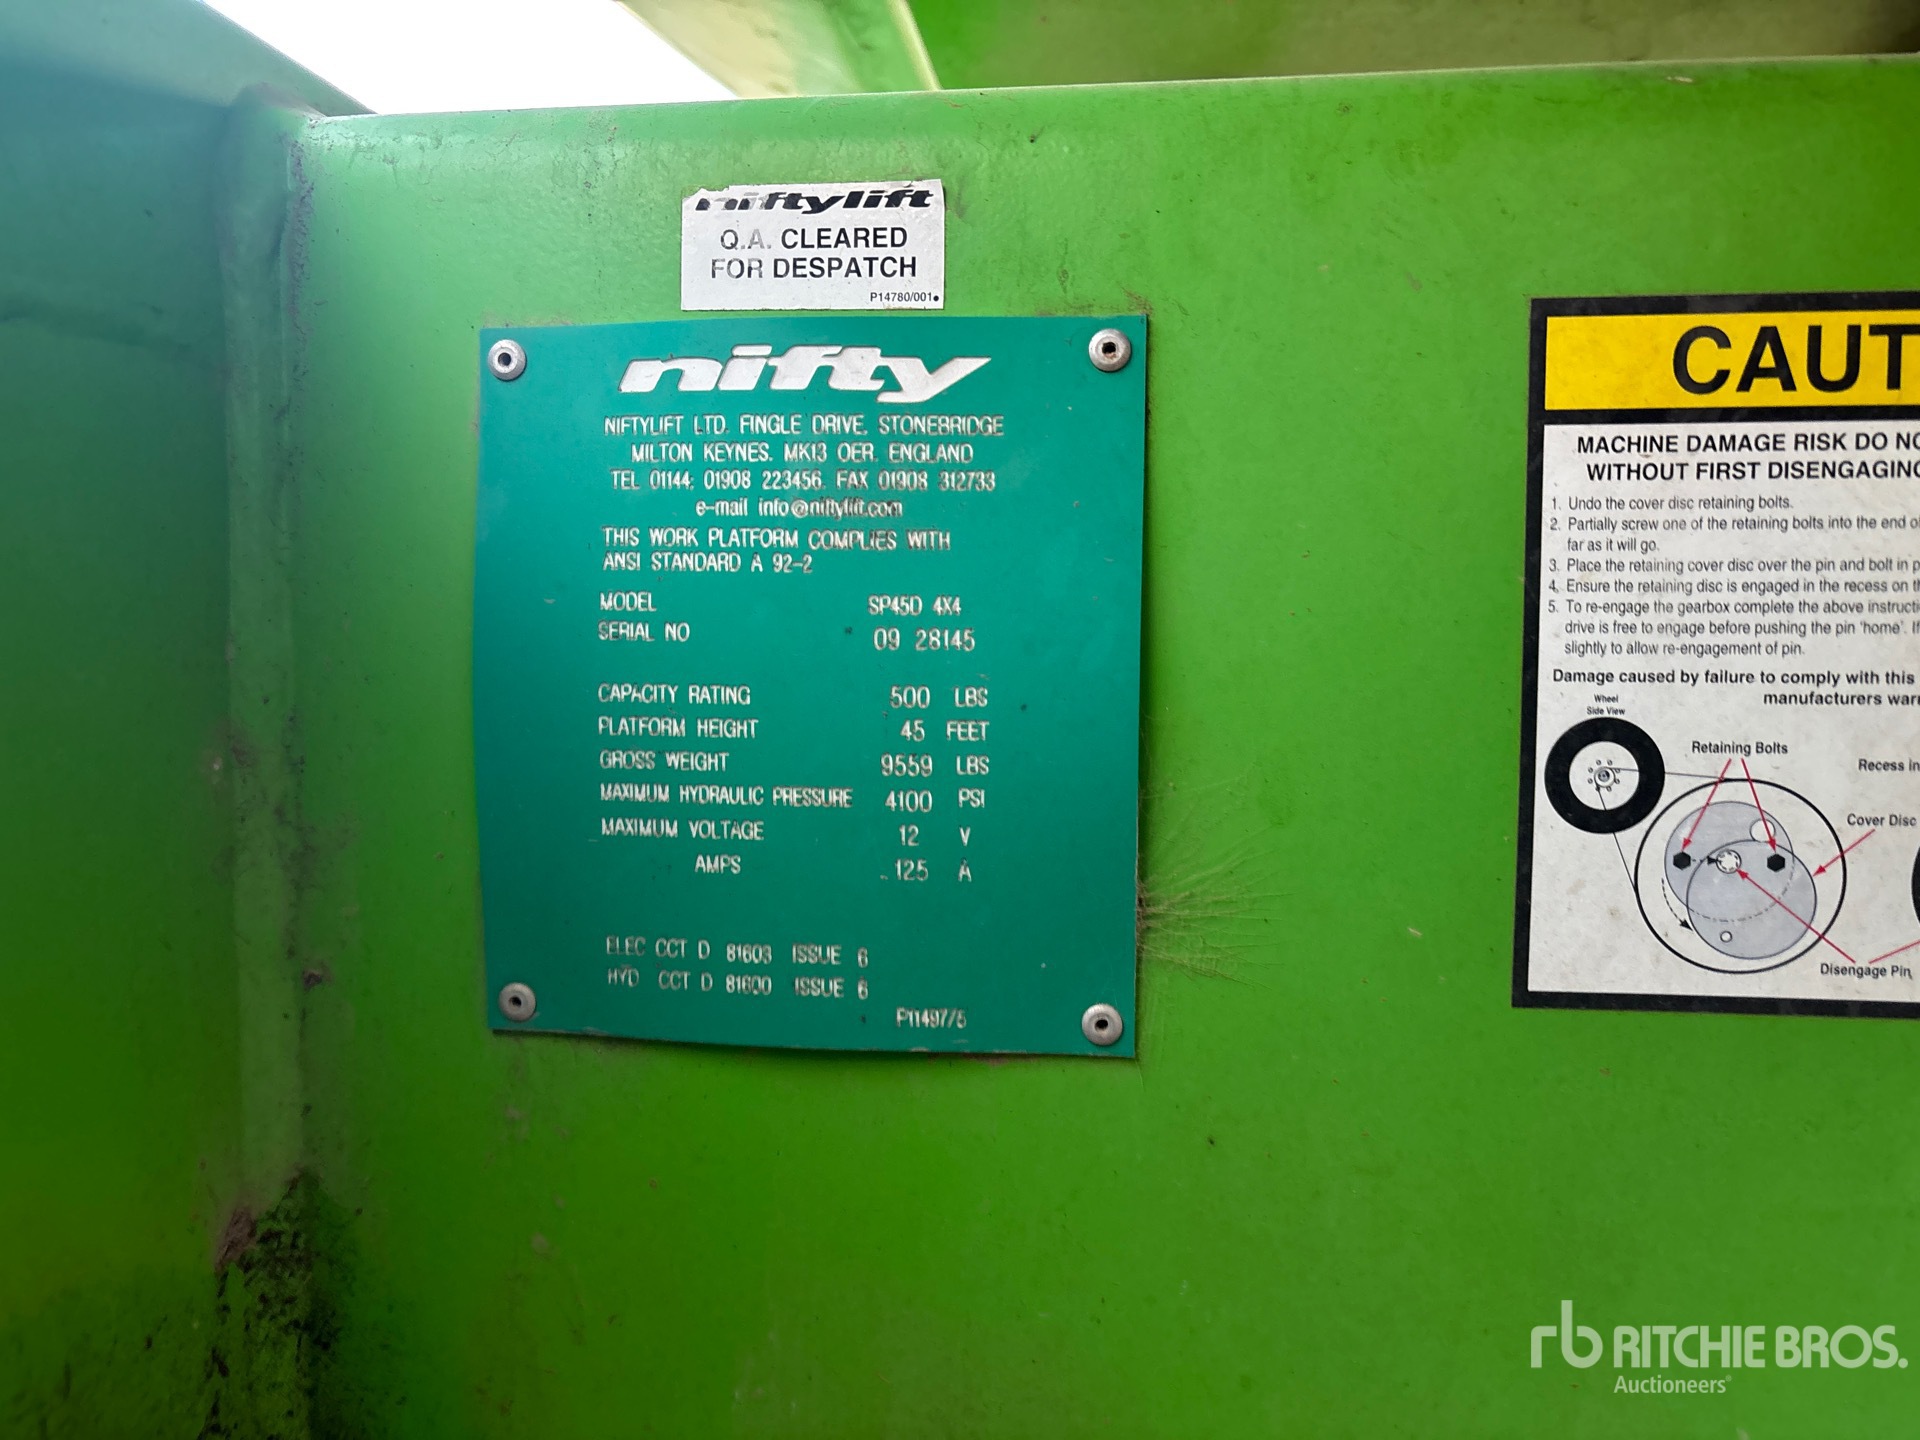 niftylift
Q.A. CLEARED
FOR DESPATCH
P14780/001
nifty
NIFTYLIFT LTD. FINGLE DRIVE, STONEBRIDGE
MILTON KEYNES. MK13 OER. ENGLAND
TEL 01144: 01908 223456. FAX 01908 312733
e-mail info@niftylift.com
THIS WORK PLATFORM COMPLIES WITH
ANSI STANDARD A 92-2
MODEL SP45D 4X4
SERIAL NO 09 28145
CAPACITY RATING 500 LBS
PLATFORM HEIGHT 45 FEET
GROSS WEIGHT 9559 LBS
MAXIMUM HYDRAULIC PRESSURE 4100 PSI
MAXIMUM VOLTAGE 12 V
AMPS 125 A
ELEC CCT D 81603 ISSUE 6
HYD CCT D 81600 ISSUE 6
P11497/5
CAUT
MACHINE DAMAGE RISK DO NO
WITHOUT FIRST DISENGAGING
1. Undo the cover disc retaining bolts.
2. Partially screw one of the retaining bolts into the end of
far as it will go.
3. Place the retaining cover disc over the pin and bolt in p
4. Ensure the retaining disc is engaged in the recess on th
5. To re-engage the gearbox complete the above instructi
drive is free to engage before pushing the pin 'home'. If
slightly to allow re-engagement of pin.
Damage caused by failure to comply with this
manufacturers warr
Wheel
Side View
Retaining Bolts
Recess in
Cover Disc
Disengage Pin
rb RITCHIE BROS.
Auctioneers